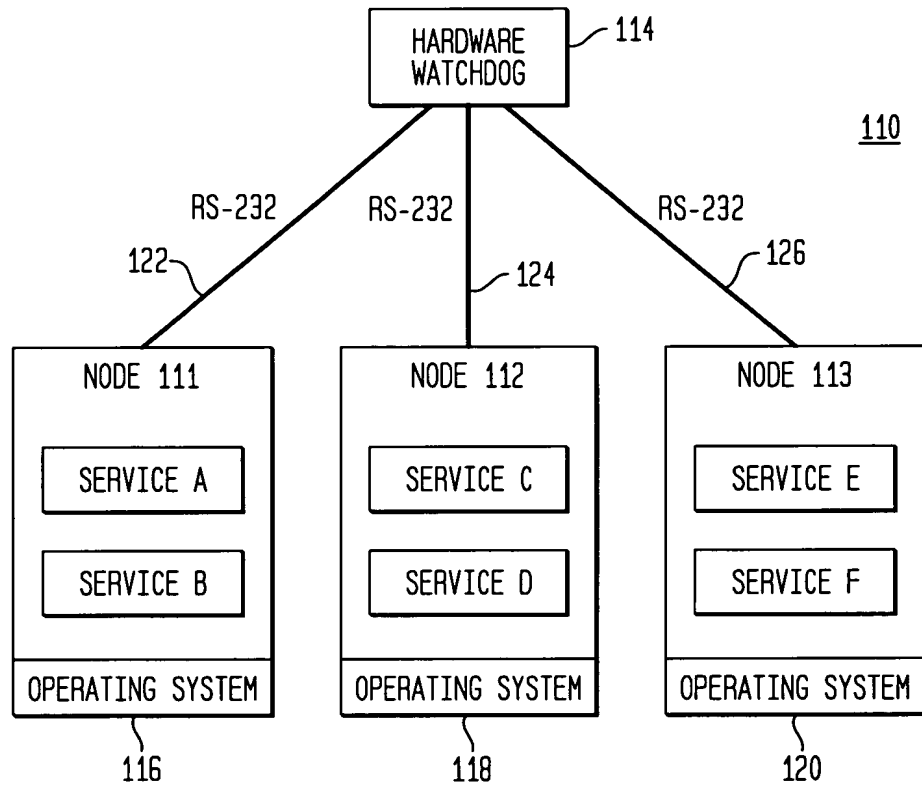 HARDWARE
WATCHDOG
114
110
RS-232
RS-232
RS-232
122
124
126
NODE 111
NODE 112
NODE 113
SERVICE A
SERVICE C
SERVICE E
SERVICE B
SERVICE D
SERVICE F
OPERATING SYSTEM
OPERATING SYSTEM
OPERATING SYSTEM
116
118
120